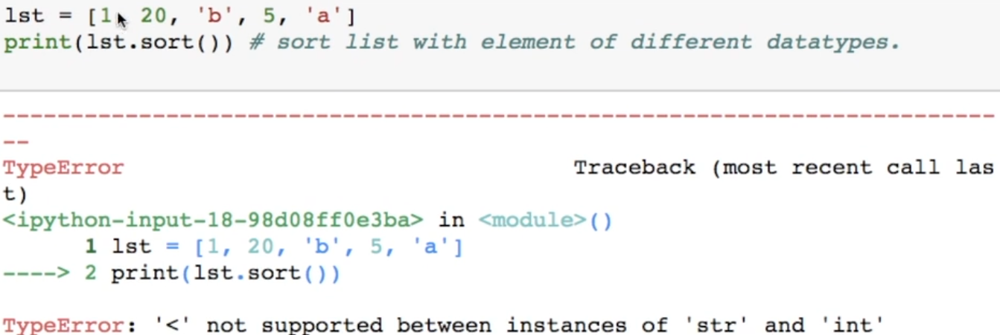 lst = [1, 20, 'b', 5, 'a']
print(lst.sort()) # sort list with element of different datatypes.
---------------------------------------------------------------------------
--
TypeError                                 Traceback (most recent call las
t)
<ipython-input-18-98d08ff0e3ba> in <module>()
      1 lst = [1, 20, 'b', 5, 'a']
----> 2 print(lst.sort())
TypeError: '<' not supported between instances of 'str' and 'int'